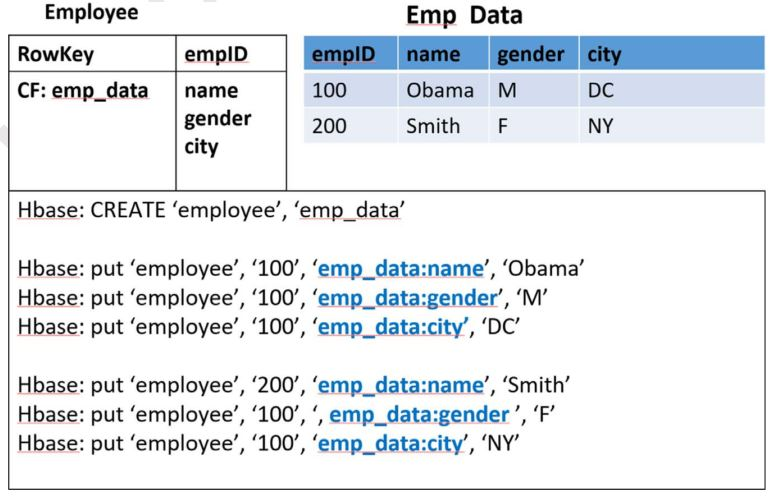 Employee
RowKey empID
CF: emp_data name
gender
city
Emp Data
empID name gender city
100 Obama M DC
200 Smith F NY
Hbase: CREATE ‘employee’, ‘emp_data’
Hbase: put ‘employee’, ‘100’, ‘emp_data:name’, ‘Obama’
Hbase: put ‘employee’, ‘100’, ‘emp_data:gender’, ‘M’
Hbase: put ‘employee’, ‘100’, ‘emp_data:city’, ‘DC’
Hbase: put ‘employee’, ‘200’, ‘emp_data:name’, ‘Smith’
Hbase: put ‘employee’, ‘100’, ‘, emp_data:gender ’, ‘F’
Hbase: put ‘employee’, ‘100’, ‘emp_data:city’, ‘NY’